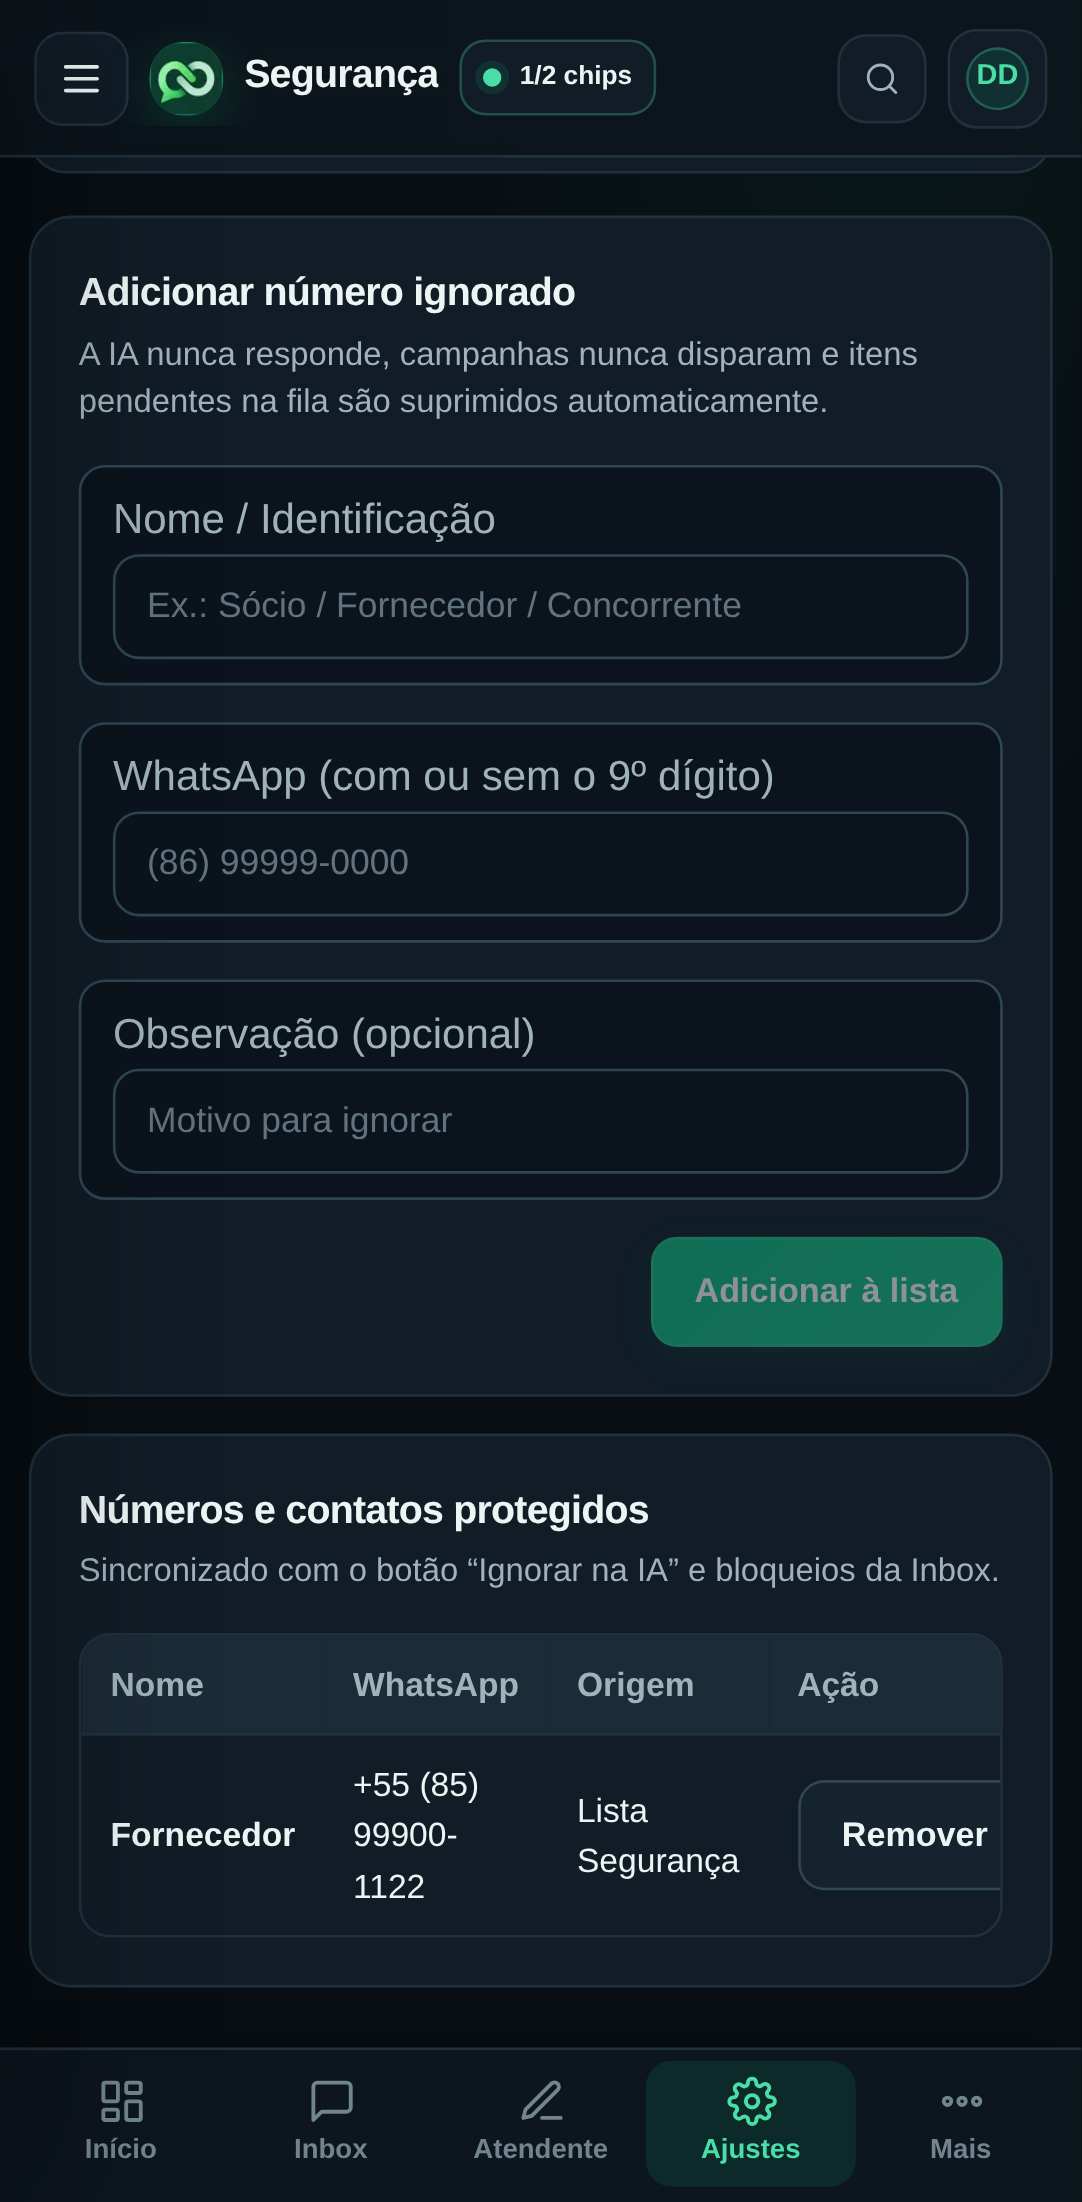 Segurança
1/2 chips
DD
Adicionar número ignorado
A IA nunca responde, campanhas nunca disparam e itens
pendentes na fila são suprimidos automaticamente.
Nome / Identificação
Ex.: Sócio / Fornecedor / Concorrente
WhatsApp (com ou sem o 9º dígito)
(86) 99999-0000
Observação (opcional)
Motivo para ignorar
Adicionar à lista
Números e contatos protegidos
Sincronizado com o botão “Ignorar na IA” e bloqueios da Inbox.
Nome WhatsApp Origem Ação
Fornecedor
+55 (85)
99900-
1122
Lista
Segurança
Remover
Início Inbox Atendente Ajustes Mais